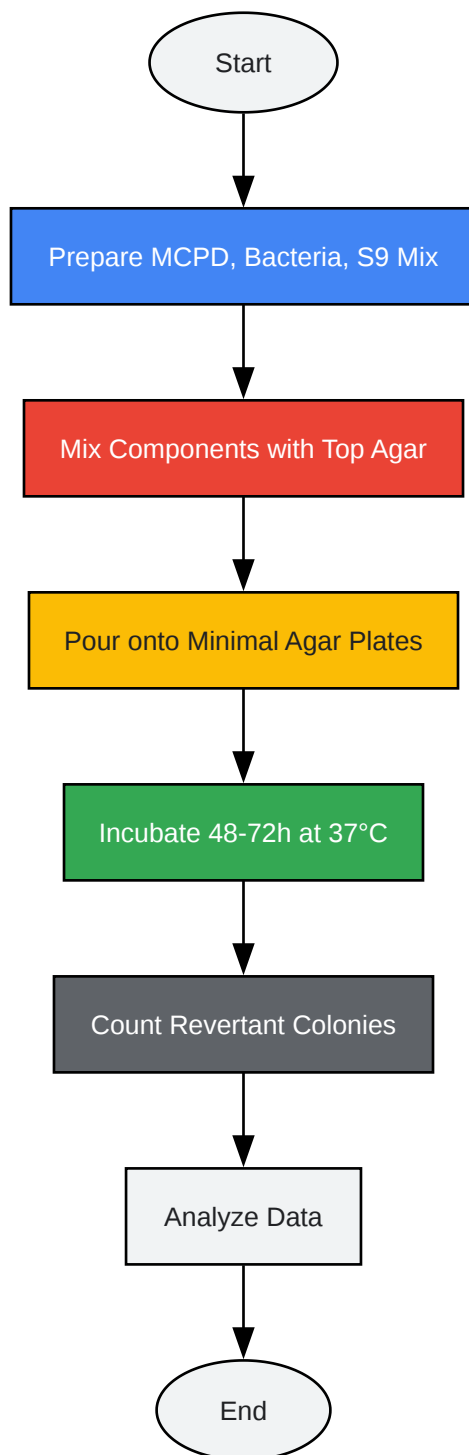 Start
Prepare MCPD, Bacteria, S9 Mix
Mix Components with Top Agar
Pour onto Minimal Agar Plates
Incubate 48-72h at 37°C
Count Revertant Colonies
Analyze Data
End